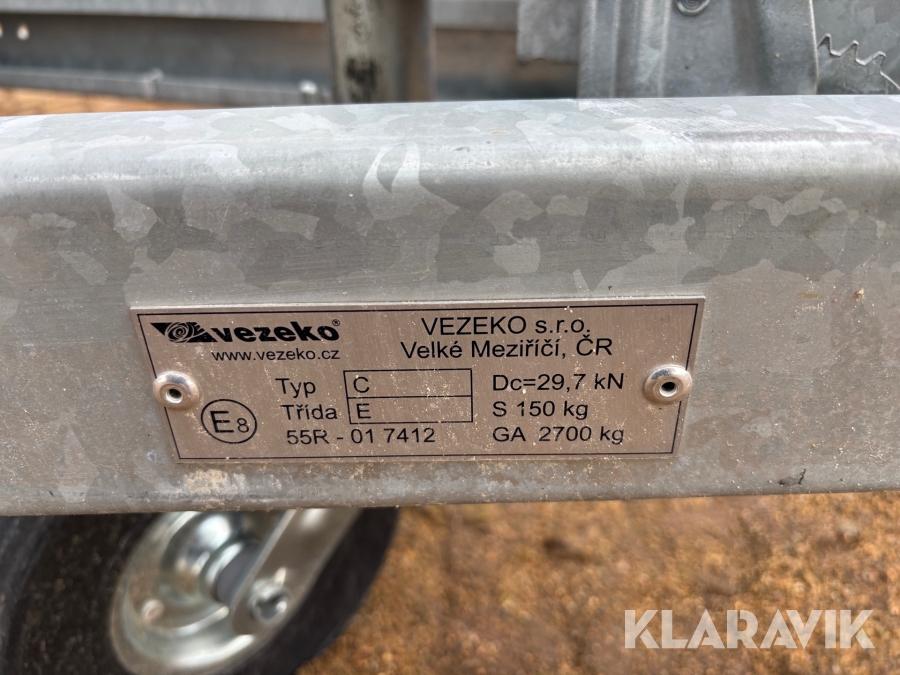 vezeko®
www.vezeko.cz
VEZEKO s.r.o.
Velké Meziříčí, ČR
Typ C
Třída E
E8
55R - 01 7412
Dc=29,7 kN
S 150 kg
GA 2700 kg
KLARAVIK